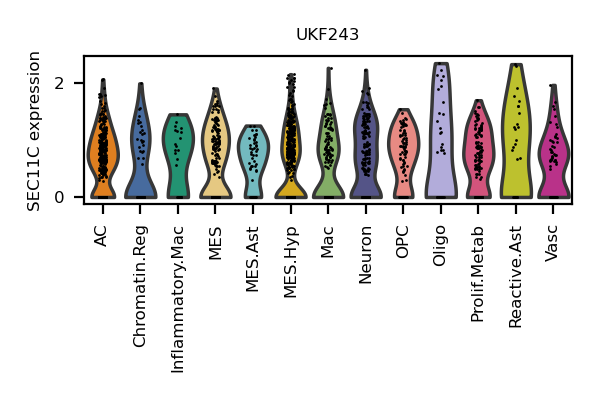 UKF243
SEC11C expression
2
0
AC
Chromatin.Reg
Inflammatory.Mac
MES
MES.Ast
MES.Hyp
Mac
Neuron
OPC
Oligo
Prolif.Metab
Reactive.Ast
Vasc